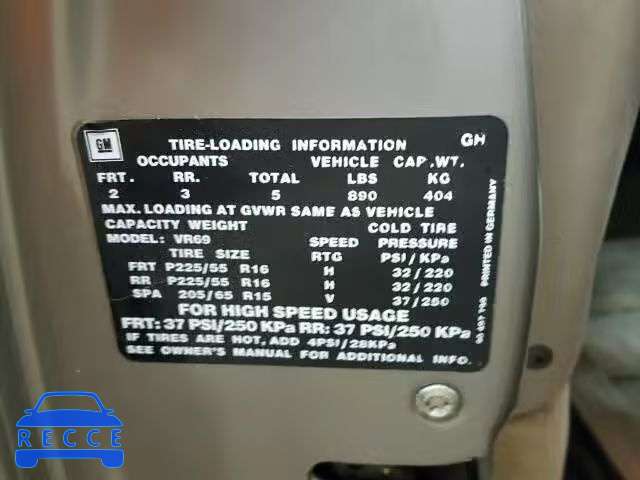 GM TIRE-LOADING INFORMATION GH
OCCUPANTS VEHICLE CAP.WT.
FRT. RR. TOTAL LBS KG
2 3 5 890 404
MAX. LOADING AT GVWR SAME AS VEHICLE
CAPACITY WEIGHT COLD TIRE
MODEL: VR69 SPEED PRESSURE
TIRE SIZE RTG PSI/KPa
FRT P225/55 R16 H 32/220
RR P225/55 R16 H 32/220
SPA 205/65 R15 V 37/250
FOR HIGH SPEED USAGE
FRT: 37 PSI/250 KPa RR: 37 PSI/250 KPa
IF TIRES ARE HOT, ADD 4PSI/28KPa
SEE OWNER'S MANUAL FOR ADDITIONAL INFO.
PRINTED IN GERMANY
RECCE